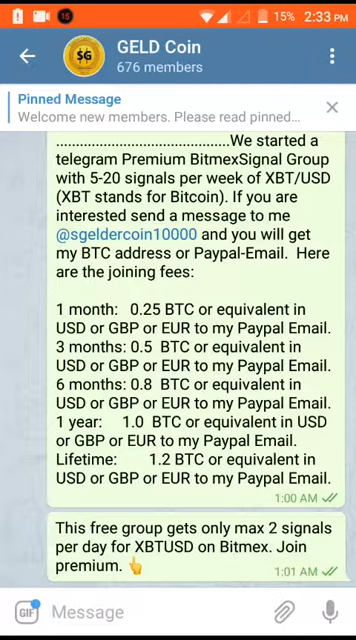 15
15%
2:33 PM
SG
GELD Coin
676 members
Pinned Message
Welcome new members. Please read pinned...
...........................................We started a
telegram Premium BitmexSignal Group
with 5-20 signals per week of XBT/USD
(XBT stands for Bitcoin). If you are
interested send a message to me
@sgeldercoin10000 and you will get
my BTC address or Paypal-Email.  Here
are the joining fees:
1 month:   0.25 BTC or equivalent in
USD or GBP or EUR to my Paypal Email.
3 months: 0.5  BTC or equivalent in
USD or GBP or EUR to my Paypal Email.
6 months: 0.8  BTC or equivalent in
USD or GBP or EUR to my Paypal Email.
1 year:    1.0  BTC or equivalent in USD
or GBP or EUR to my Paypal Email.
Lifetime:       1.2 BTC or equivalent in
USD or GBP or EUR to my Paypal Email.
1:00 AM
This free group gets only max 2 signals
per day for XBTUSD on Bitmex. Join
premium. 👆
1:01 AM
GIF
Message